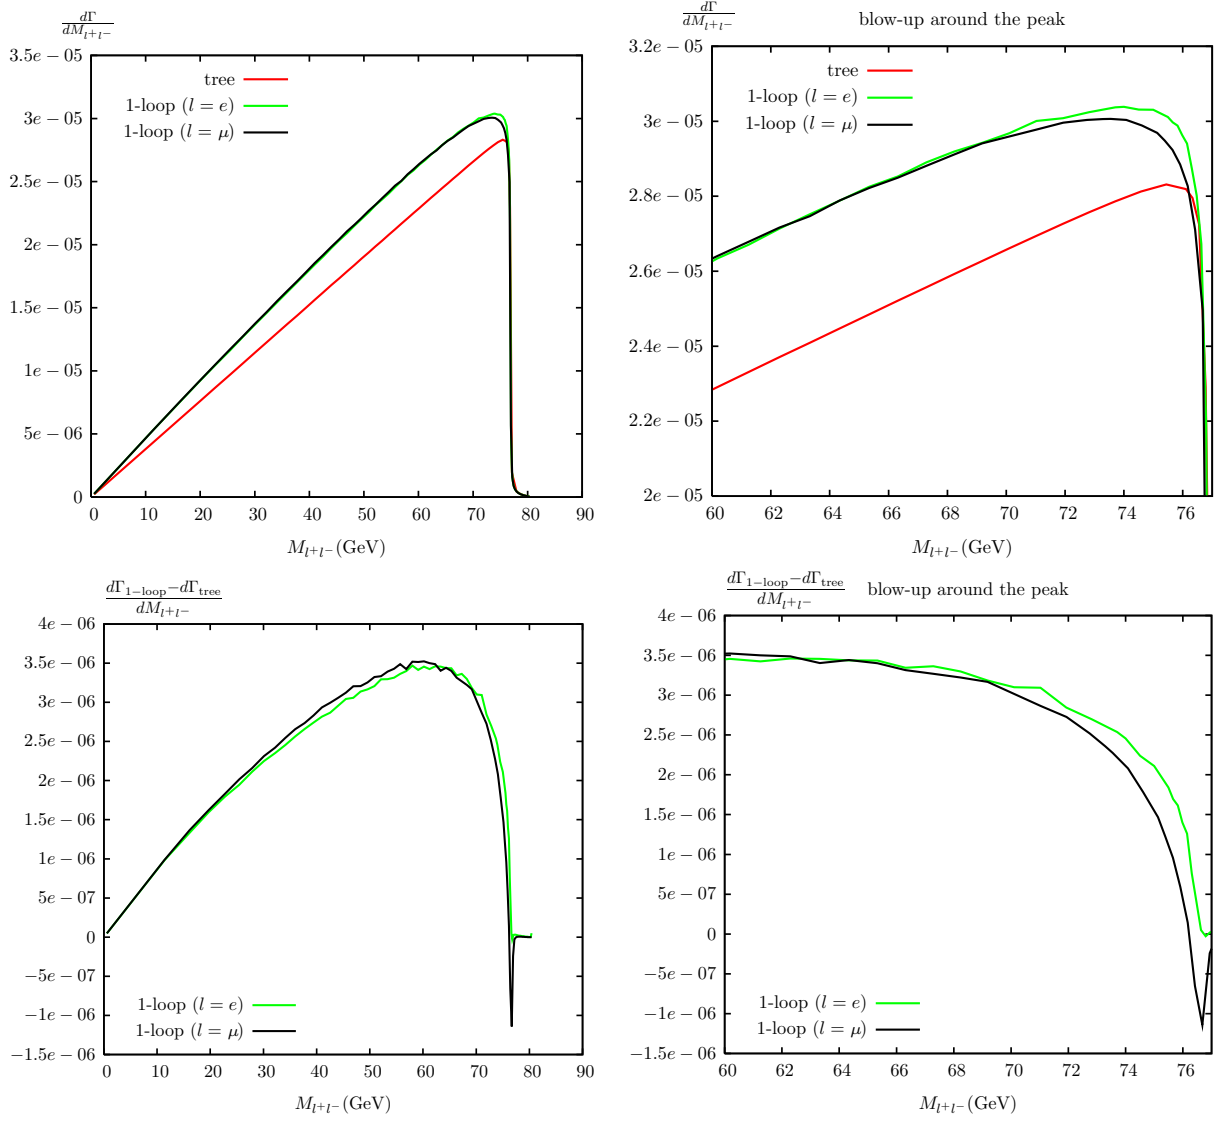 dΓ/dM_{l+l−}
3.5e − 05
3e − 05
2.5e − 05
2e − 05
1.5e − 05
1e − 05
5e − 06
0
tree
1-loop (l = e)
1-loop (l = μ)
0 10 20 30 40 50 60 70 80 90
M_{l+l−}(GeV)
dΓ/dM_{l+l−} blow-up around the peak
3.2e − 05
3e − 05
2.8e − 05
2.6e − 05
2.4e − 05
2.2e − 05
2e − 05
tree
1-loop (l = e)
1-loop (l = μ)
60 62 64 66 68 70 72 74 76
M_{l+l−}(GeV)
dΓ_{1−loop}−dΓ_{tree}/dM_{l+l−}
4e − 06
3.5e − 06
3e − 06
2.5e − 06
2e − 06
1.5e − 06
1e − 06
5e − 07
0
−5e − 07
−1e − 06
−1.5e − 06
1-loop (l = e)
1-loop (l = μ)
0 10 20 30 40 50 60 70 80 90
M_{l+l−}(GeV)
dΓ_{1−loop}−dΓ_{tree}/dM_{l+l−} blow-up around the peak
4e − 06
3.5e − 06
3e − 06
2.5e − 06
2e − 06
1.5e − 06
1e − 06
5e − 07
0
−5e − 07
−1e − 06
−1.5e − 06
1-loop (l = e)
1-loop (l = μ)
60 62 64 66 68 70 72 74 76
M_{l+l−}(GeV)